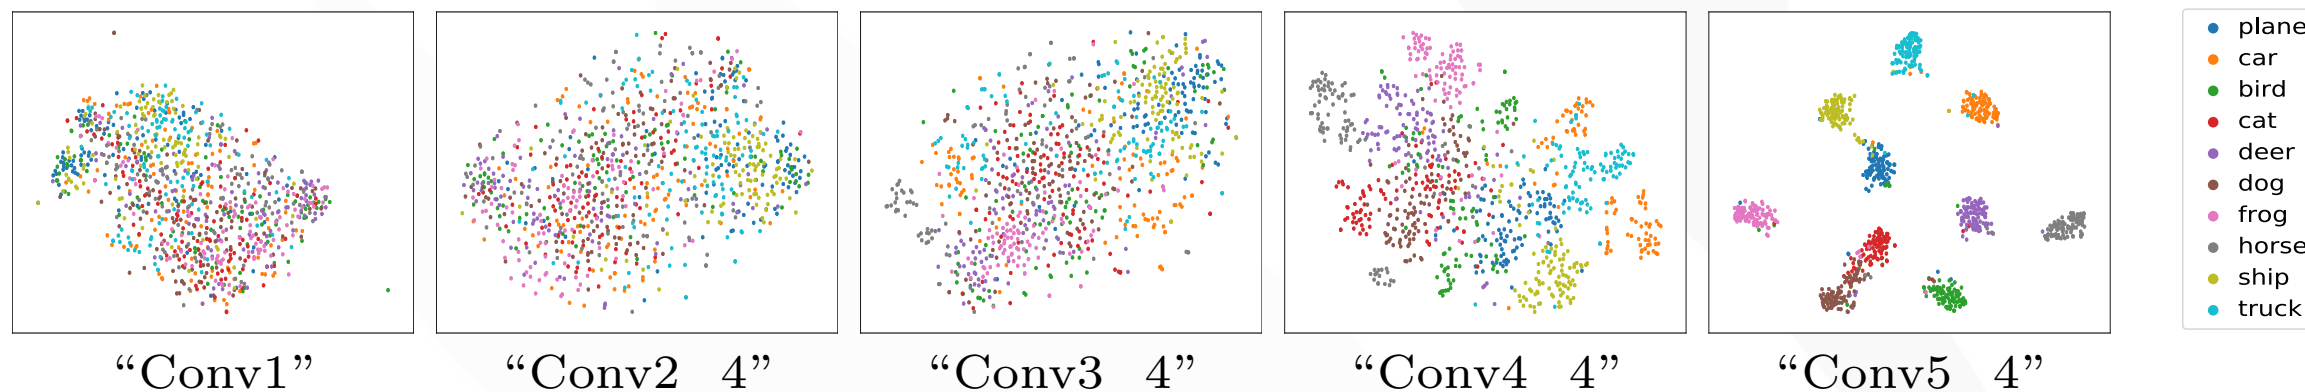 plane
car
bird
cat
deer
dog
frog
horse
ship
truck
“Conv1” “Conv2 4” “Conv3 4” “Conv4 4” “Conv5 4”